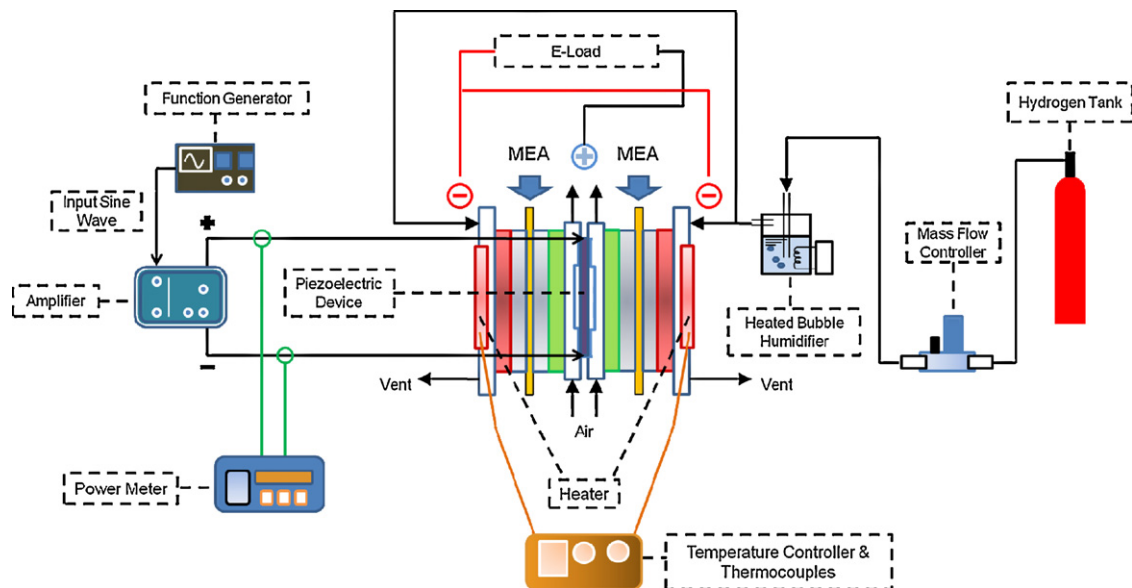 E-Load
Function Generator
Hydrogen Tank
MEA
MEA
Input Sine
Wave
+
Mass Flow
Controller
Piezoelectric
Device
Amplifier
Heated Bubble
Humidifier
-
Vent
Vent
Air
Power Meter
Heater
Temperature Controller &
Thermocouples